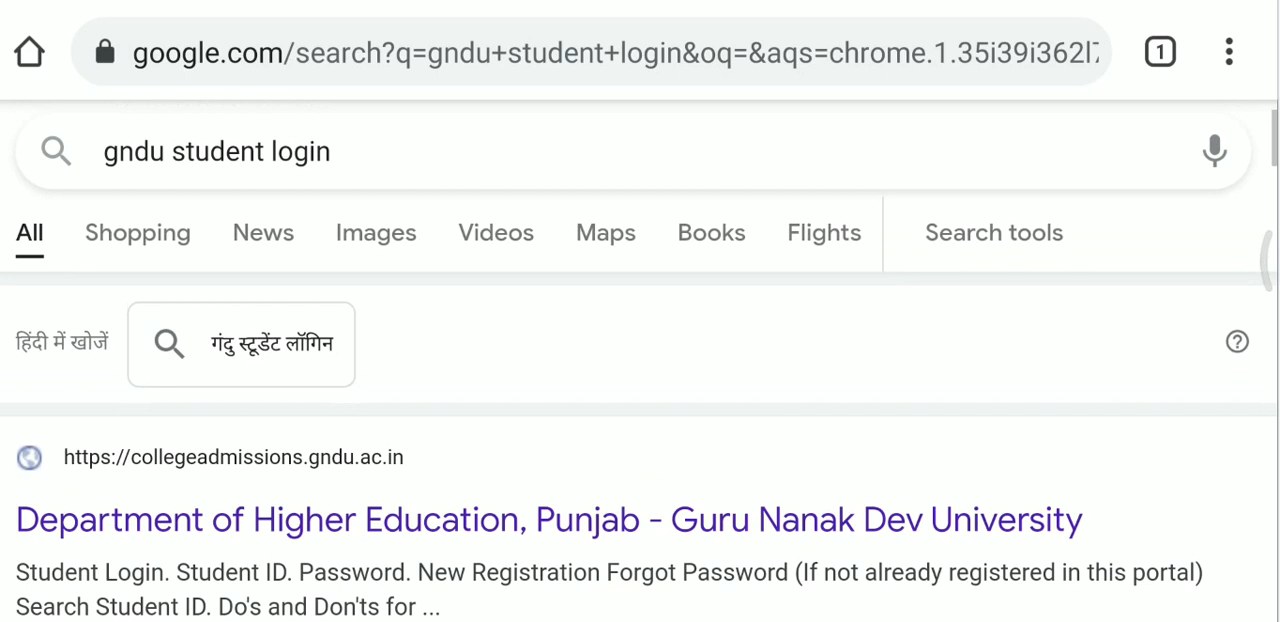 google.com/search?q=gndu+student+login&oq=&aqs=chrome.1.35i39i362l7
1
gndu student login
All Shopping News Images Videos Maps Books Flights Search tools
हिंदी में खोजें गंदु स्टूडेंट लॉगिन
https://collegeadmissions.gndu.ac.in
Department of Higher Education, Punjab - Guru Nanak Dev University
Student Login. Student ID. Password. New Registration Forgot Password (If not already registered in this portal)
Search Student ID. Do's and Don'ts for ...